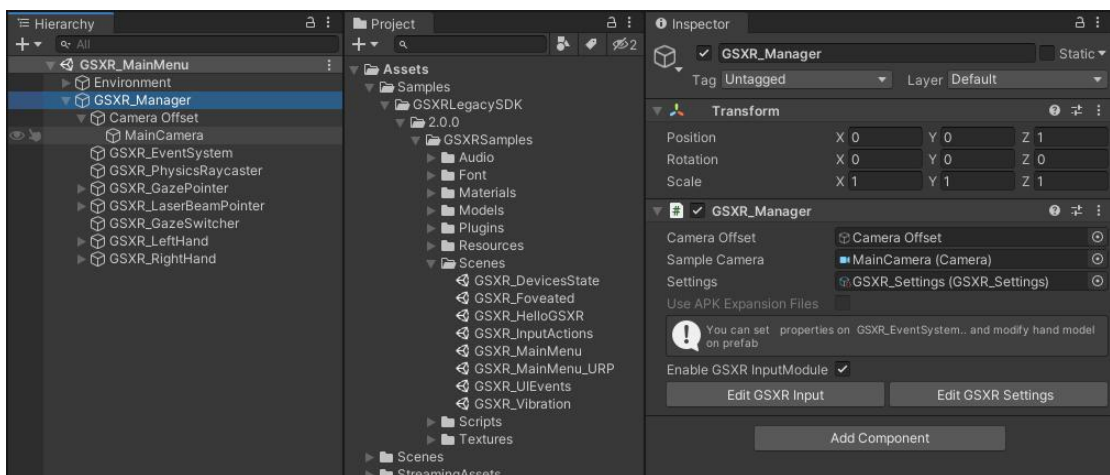 Hierarchy
All
GSXR_MainMenu
Environment
GSXR_Manager
Camera Offset
MainCamera
GSXR_EventSystem
GSXR_PhysicsRaycaster
GSXR_GazePointer
GSXR_LaserBeamPointer
GSXR_GazeSwitcher
GSXR_LeftHand
GSXR_RightHand
Project
2
Assets
Samples
GSXRLegacySDK
2.0.0
GSXRSamples
Audio
Font
Materials
Models
Plugins
Resources
Scenes
GSXR_DevicesState
GSXR_Foveated
GSXR_HelloGSXR
GSXR_InputActions
GSXR_MainMenu
GSXR_MainMenu_URP
GSXR_UIEvents
GSXR_Vibration
Scripts
Textures
Scenes
StreamingAssets
Inspector
GSXR_Manager Static
Tag Untagged Layer Default
Transform
Position X 0 Y 0 Z 1
Rotation X 0 Y 0 Z 0
Scale X 1 Y 1 Z 1
# GSXR_Manager
Camera Offset Camera Offset
Sample Camera MainCamera (Camera)
Settings GSXR_Settings (GSXR_Settings)
Use APK Expansion Files
You can set properties on GSXR_EventSystem.. and modify hand model
on prefab
Enable GSXR InputModule
Edit GSXR Input Edit GSXR Settings
Add Component